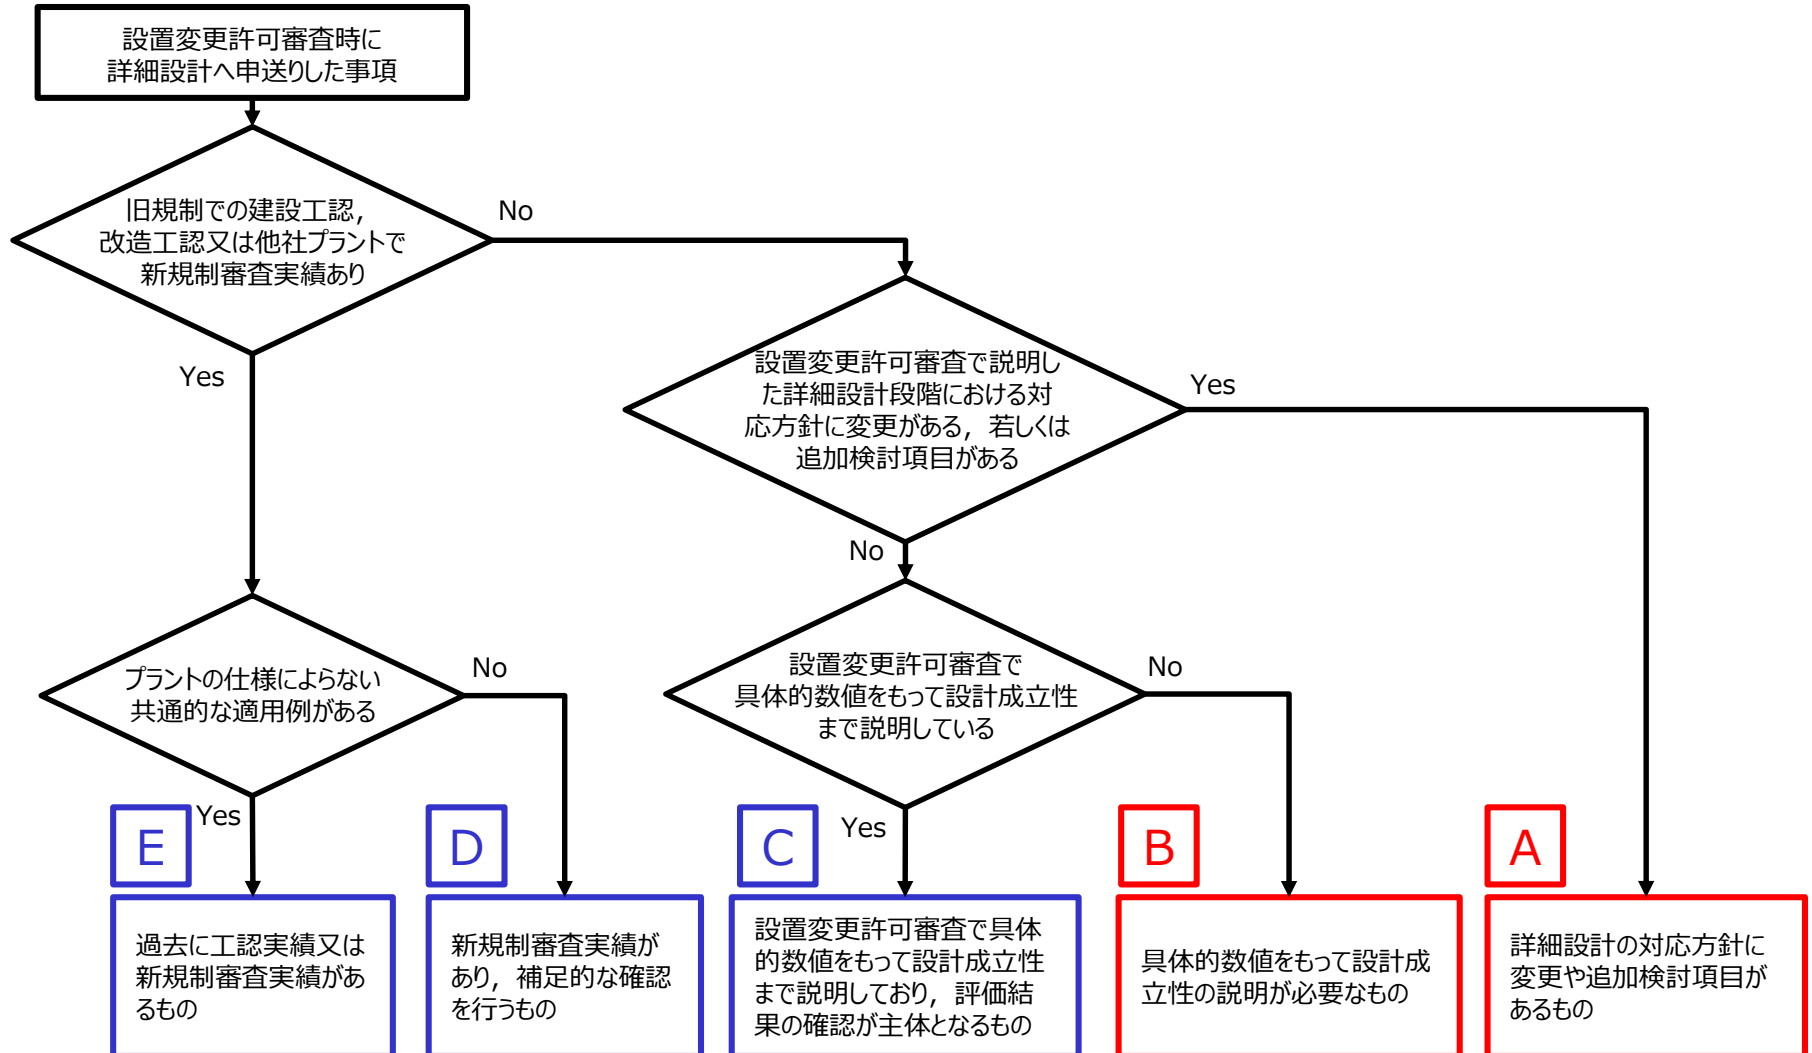 設置変更許可審査時に
詳細設計へ申送りした事項
旧規制での建設工認,
改造工認又は他社プラントで
新規制審査実績あり
No
Yes
設置変更許可審査で説明し
た詳細設計段階における対
応方針に変更がある，若しくは
追加検討項目がある
Yes
No
プラントの仕様によらない
共通的な適用例がある
No
Yes
設置変更許可審査で
具体的数値をもって設計成立性
まで説明している
No
Yes
E
過去に工認実績又は
新規制審査実績があ
るもの
D
新規制審査実績が
あり，補足的な確認
を行うもの
C
設置変更許可審査で具体
的数値をもって設計成立性
まで説明しており，評価結
果の確認が主体となるもの
B
具体的数値をもって設計成
立性の説明が必要なもの
A
詳細設計の対応方針に
変更や追加検討項目が
あるもの